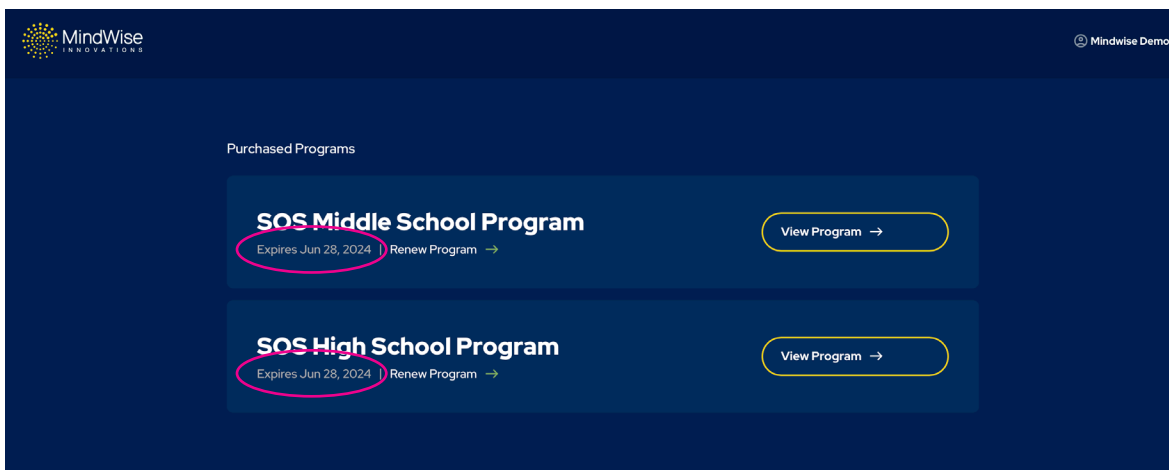 MindWise
INNOVATIONS
Mindwise Demo
Purchased Programs
SOS Middle School Program
Expires Jun 28, 2024 | Renew Program →
View Program →
SOS High School Program
Expires Jun 28, 2024 | Renew Program →
View Program →